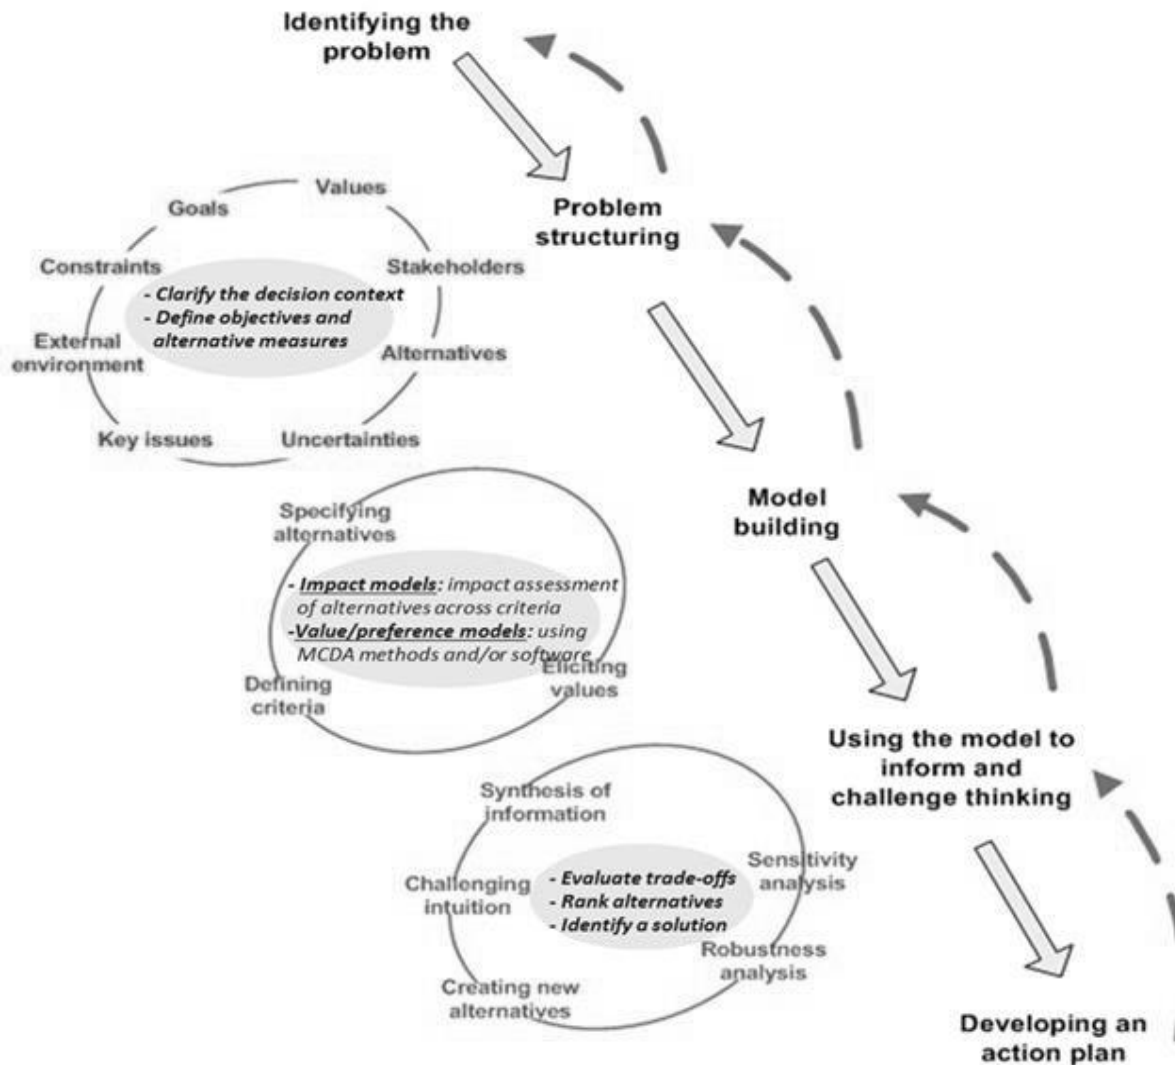 Identifying the
problem
Problem
structuring
Values
Goals
Constraints
Stakeholders
- Clarify the decision context
- Define objectives and
alternative measures
External
environment
Alternatives
Key issues
Uncertainties
Model
building
Specifying
alternatives
- Impact models: impact assessment
of alternatives across criteria
-Value/preference models: using
MCDA methods and/or software
Eliciting
values
Defining
criteria
Using the model to
inform and
challenge thinking
Synthesis of
information
Sensitivity
analysis
Challenging
intuition
- Evaluate trade-offs
- Rank alternatives
- Identify a solution
Robustness
analysis
Creating new
alternatives
Developing an
action plan